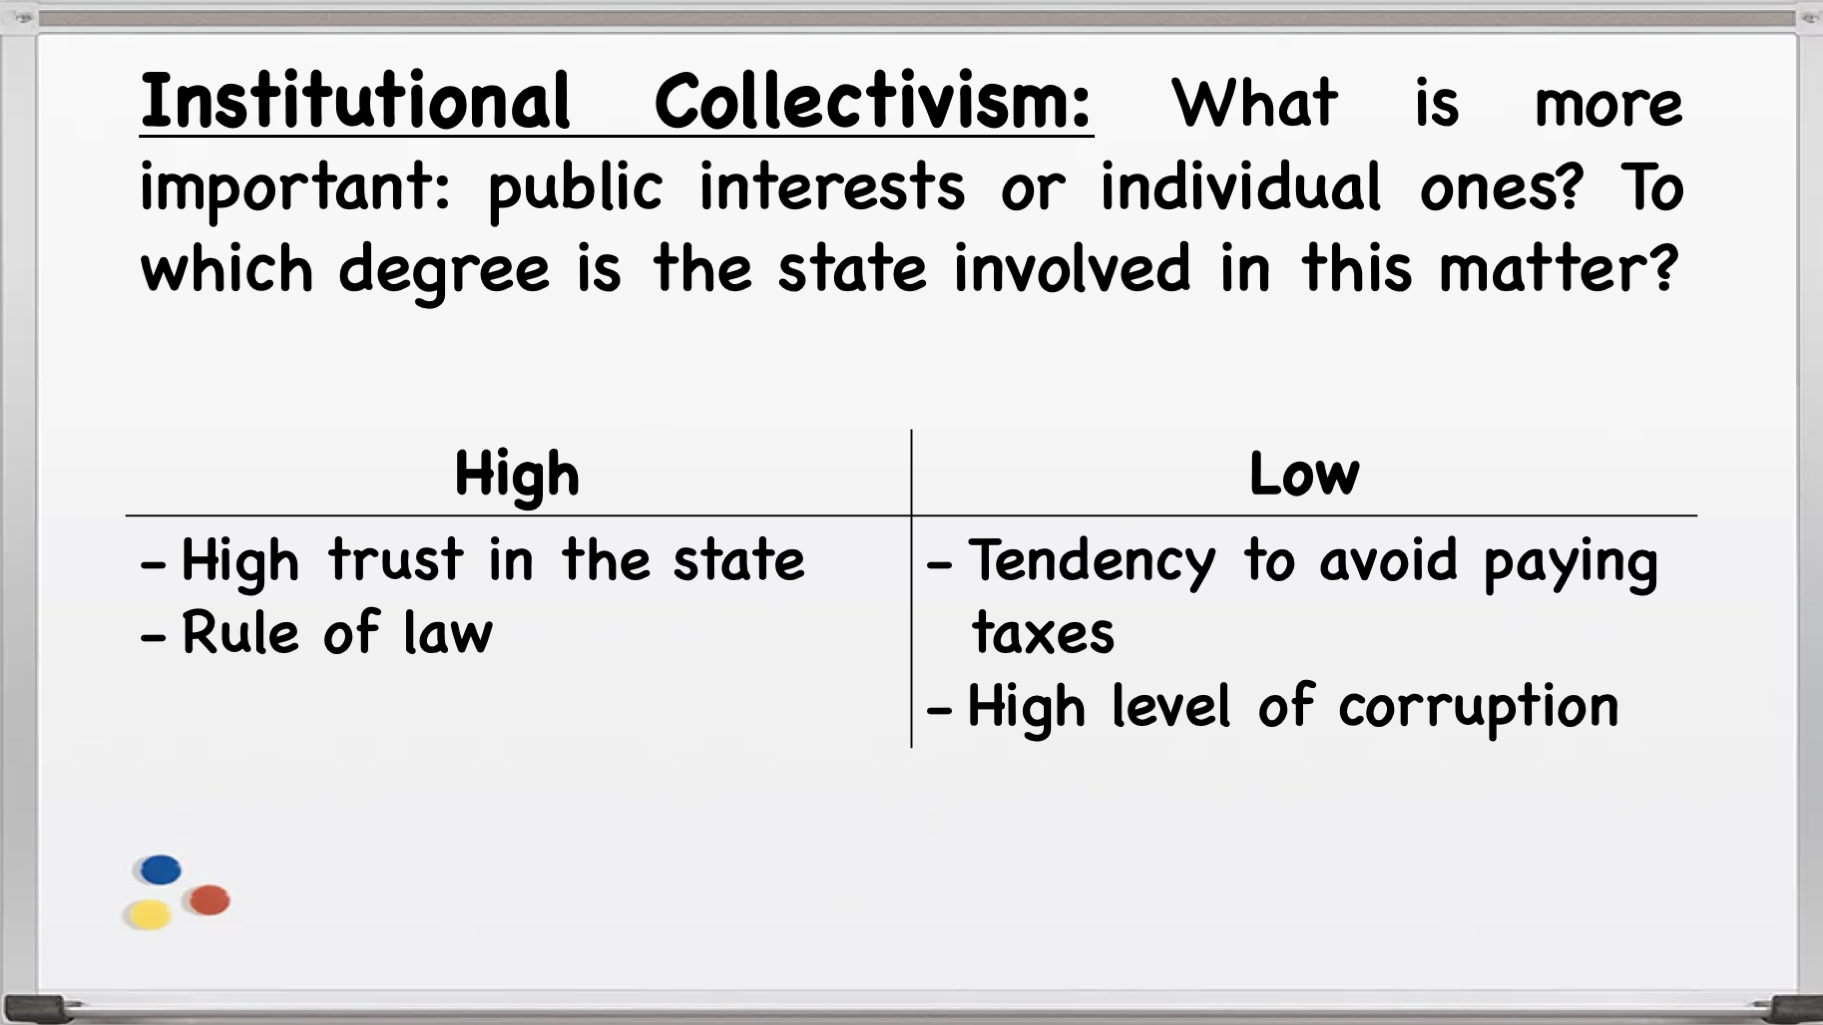 Institutional Collectivism: What is more
important: public interests or individual ones? To
which degree is the state involved in this matter?
High
Low
- High trust in the state
- Rule of law
- Tendency to avoid paying
taxes
- High level of corruption